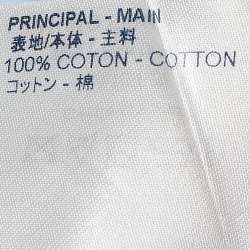 PRINCIPAL - MAIN
表地/本体 - 主料
100% COTON - COTTON
コットン - 棉